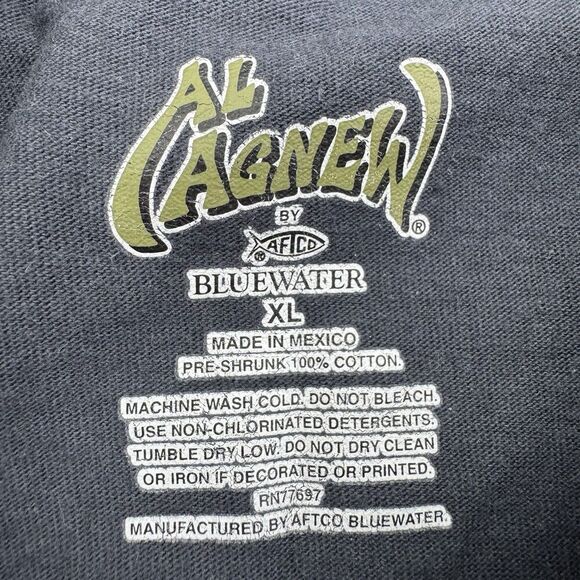 AL
AGNEW®
BY
AFTCO®
BLUEWATER
XL
MADE IN MEXICO
PRE-SHRUNK 100% COTTON.
MACHINE WASH COLD. DO NOT BLEACH.
USE NON-CHLORINATED DETERGENTS.
TUMBLE DRY LOW. DO NOT DRY CLEAN
OR IRON IF DECORATED OR PRINTED.
RN77697
MANUFACTURED BY AFTCO BLUEWATER.